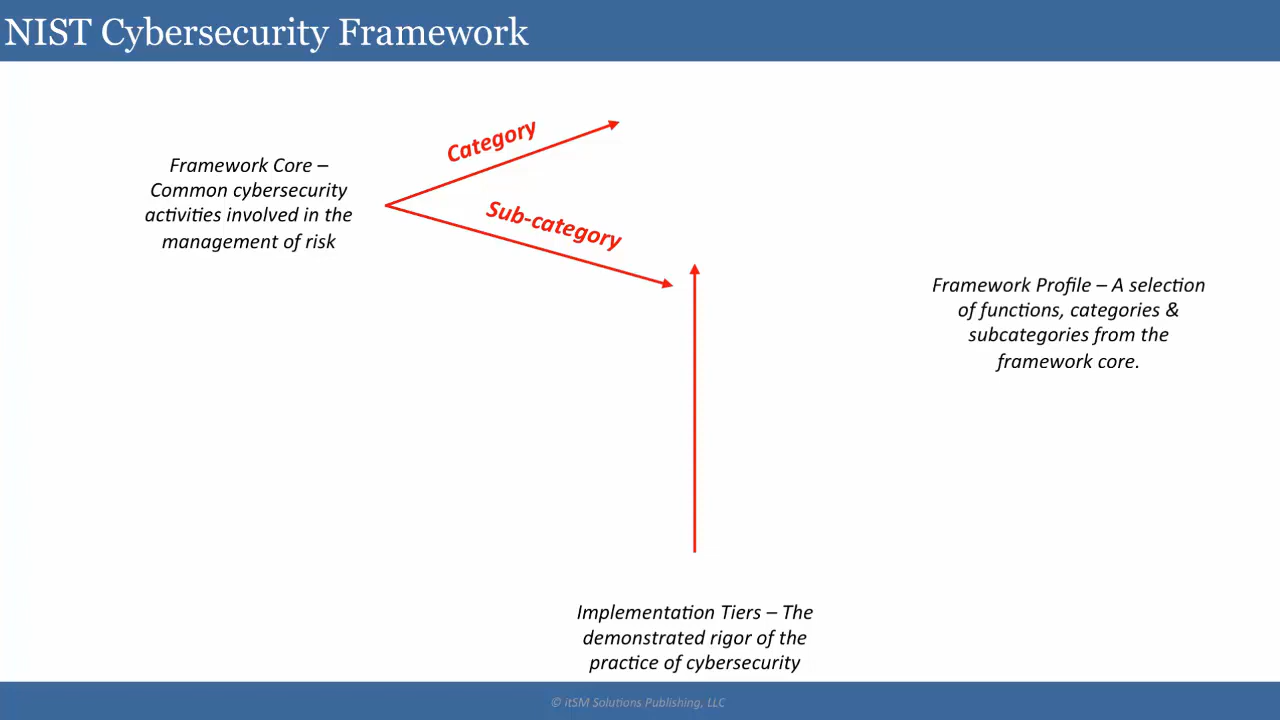 NIST Cybersecurity Framework
Category
Framework Core –
Common cybersecurity
activities involved in the
management of risk
Sub-category
Framework Profile – A selection
of functions, categories &
subcategories from the
framework core.
Implementation Tiers – The
demonstrated rigor of the
practice of cybersecurity
© itSM Solutions Publishing, LLC